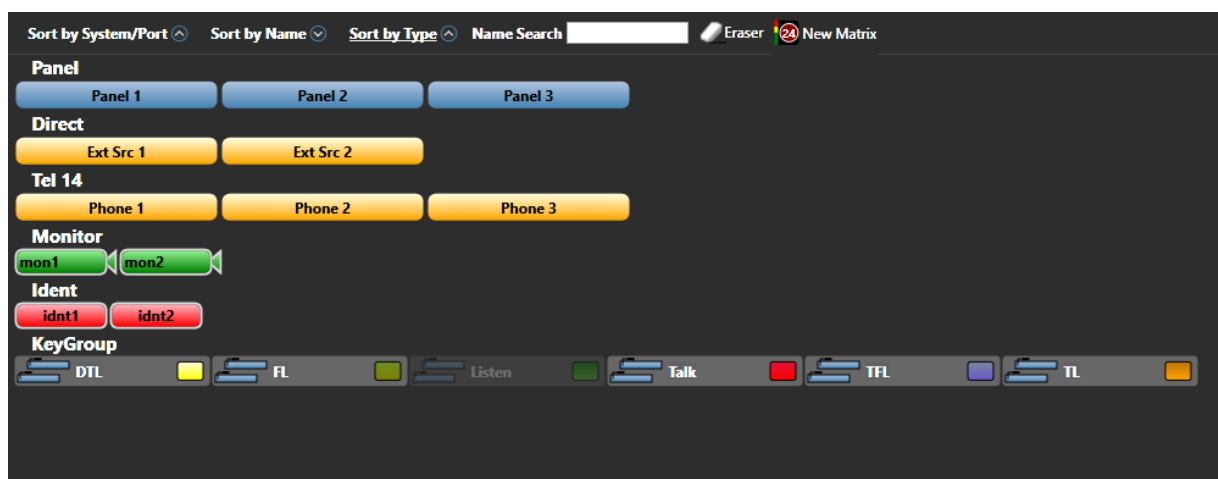 Sort by System/Port Sort by Name Sort by Type Name Search Eraser 24 New Matrix
Panel
Panel 1 Panel 2 Panel 3
Direct
Ext Src 1 Ext Src 2
Tel 14
Phone 1 Phone 2 Phone 3
Monitor
mon1 mon2
Ident
idnt1 idnt2
KeyGroup
DTL FL Listen Talk TFL TL